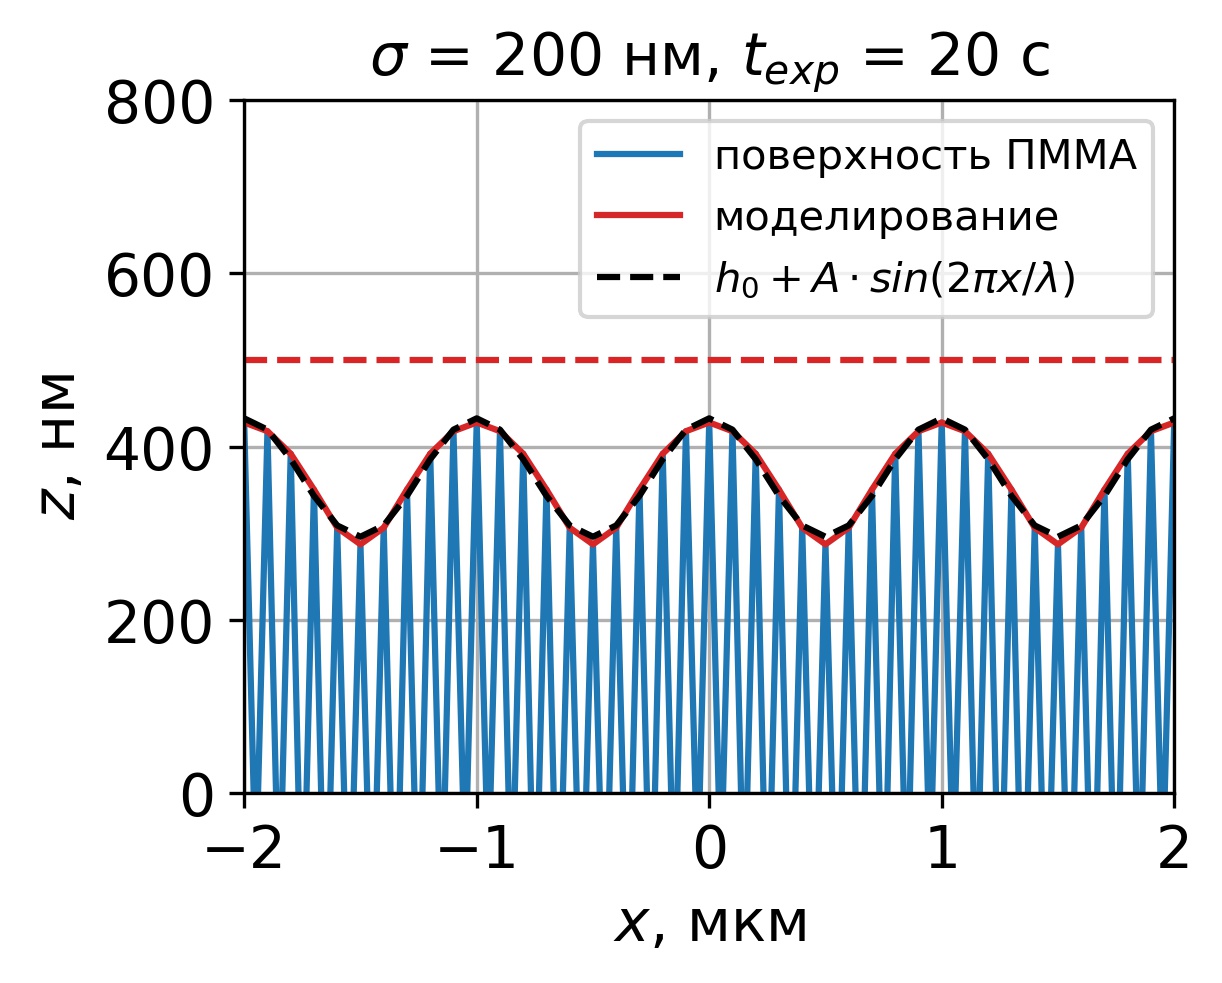 σ = 200 нм, t_exp = 20 с
800
600
400
200
0
z, нм
поверхность ПММА
моделирование
h₀ + A · sin(2πx/λ)
−2
−1
0
1
2
x, мкм